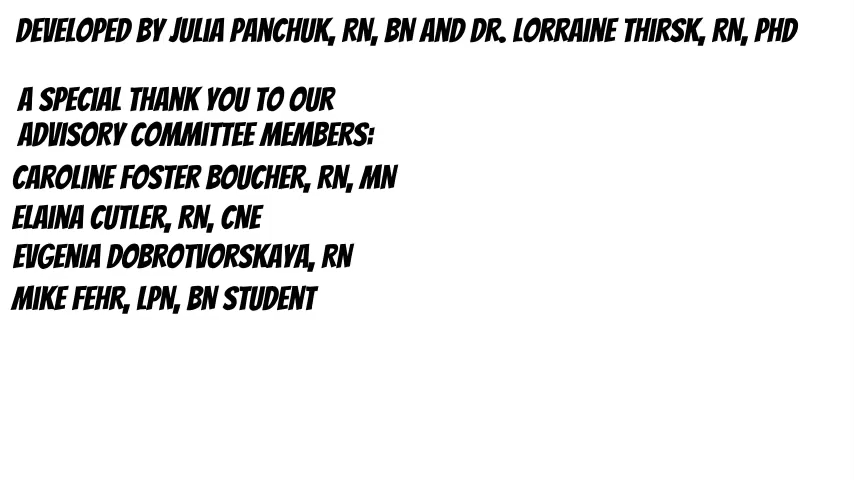 DEVELOPED BY JULIA PANCHUK, RN, BN AND DR. LORRAINE THIRSK, RN, PHD
A SPECIAL THANK YOU TO OUR
ADVISORY COMMITTEE MEMBERS:
CAROLINE FOSTER BOUCHER, RN, MN
ELAINA CUTLER, RN, CNE
EVGENIA DOBROTVORSKAYA, RN
MIKE FEHR, LPN, BN STUDENT